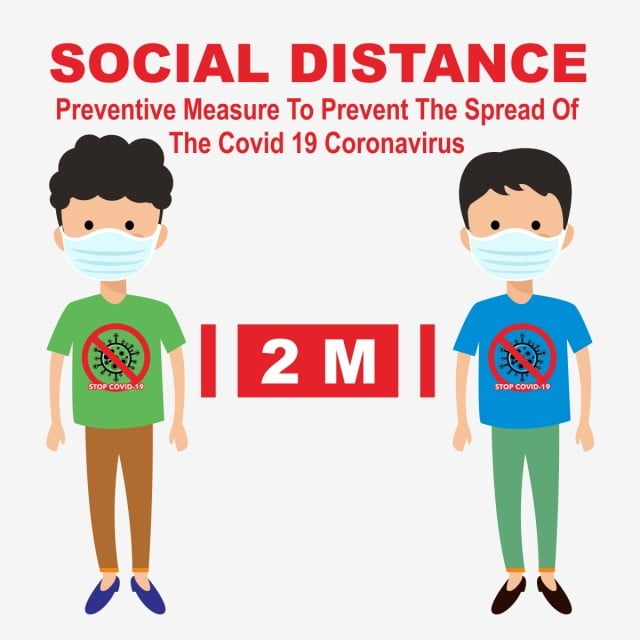 SOCIAL DISTANCE
Preventive Measure To Prevent The Spread Of
The Covid 19 Coronavirus
2 M
STOP COVID-19
STOP COVID-19